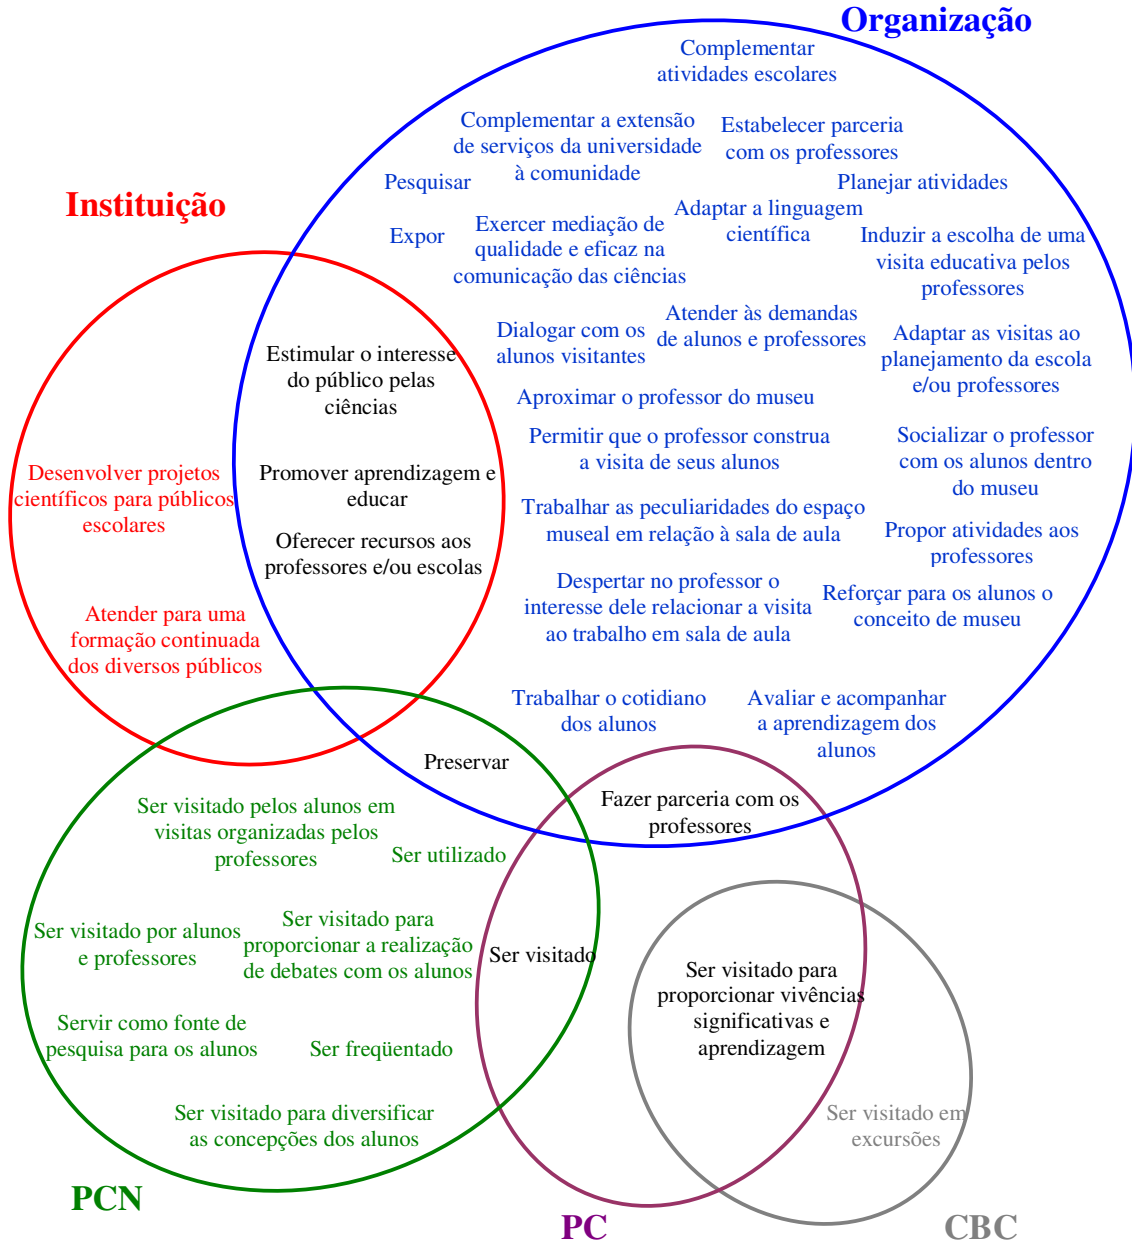 Organização
Complementar
atividades escolares
Complementar a extensão
de serviços da universidade
à comunidade
Estabelecer parceria
com os professores
Pesquisar
Planejar atividades
Instituição
Expor
Exercer mediação de
qualidade e eficaz na
comunicação das ciências
Adaptar a linguagem
científica
Induzir a escolha de uma
visita educativa pelos
professores
Dialogar com os
alunos visitantes
Atender às demandas
de alunos e professores
Adaptar as visitas ao
planejamento da escola
e/ou professores
Estimular o interesse
do público pelas
ciências
Aproximar o professor do museu
Permitir que o professor construa
a visita de seus alunos
Socializar o professor
com os alunos dentro
do museu
Desenvolver projetos
científicos para públicos
escolares
Promover aprendizagem e
educar
Trabalhar as peculiaridades do espaço
museal em relação à sala de aula
Propor atividades aos
professores
Oferecer recursos aos
professores e/ou escolas
Despertar no professor o
interesse dele relacionar a visita
ao trabalho em sala de aula
Reforçar para os alunos o
conceito de museu
Atender para uma
formação continuada
dos diversos públicos
Trabalhar o cotidiano
dos alunos
Avaliar e acompanhar
a aprendizagem dos
alunos
Preservar
Fazer parceria com os
professores
Ser visitado pelos alunos em
visitas organizadas pelos
professores
Ser utilizado
Ser visitado por alunos
e professores
Ser visitado para
proporcionar a realização
de debates com os alunos
Ser visitado
Ser visitado para
proporcionar vivências
significativas e
aprendizagem
Servir como fonte de
pesquisa para os alunos
Ser freqüentado
Ser visitado para diversificar
as concepções dos alunos
Ser visitado em
excursões
PCN
PC
CBC